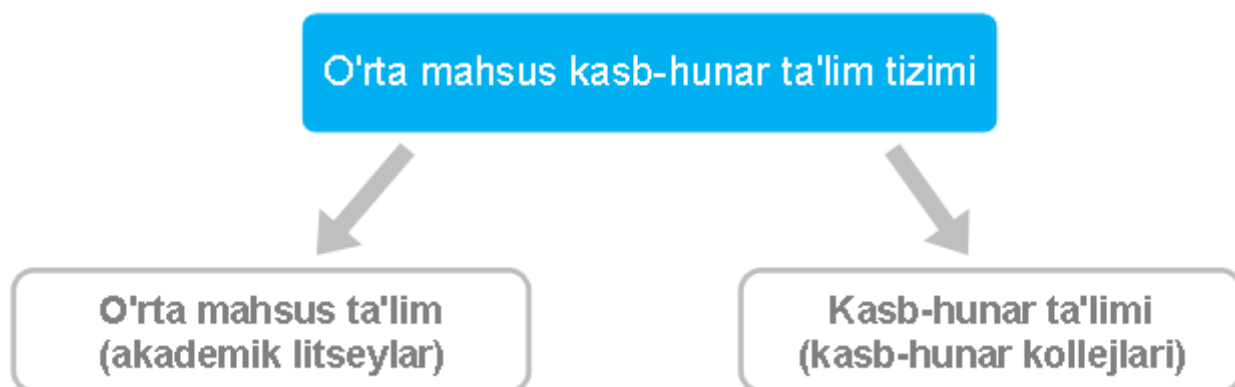 O'rta mahsus kasb-hunar ta'lim tizimi
O'rta mahsus ta'lim
(akademik litseylar)
Kasb-hunar ta'limi
(kasb-hunar kollejlari)